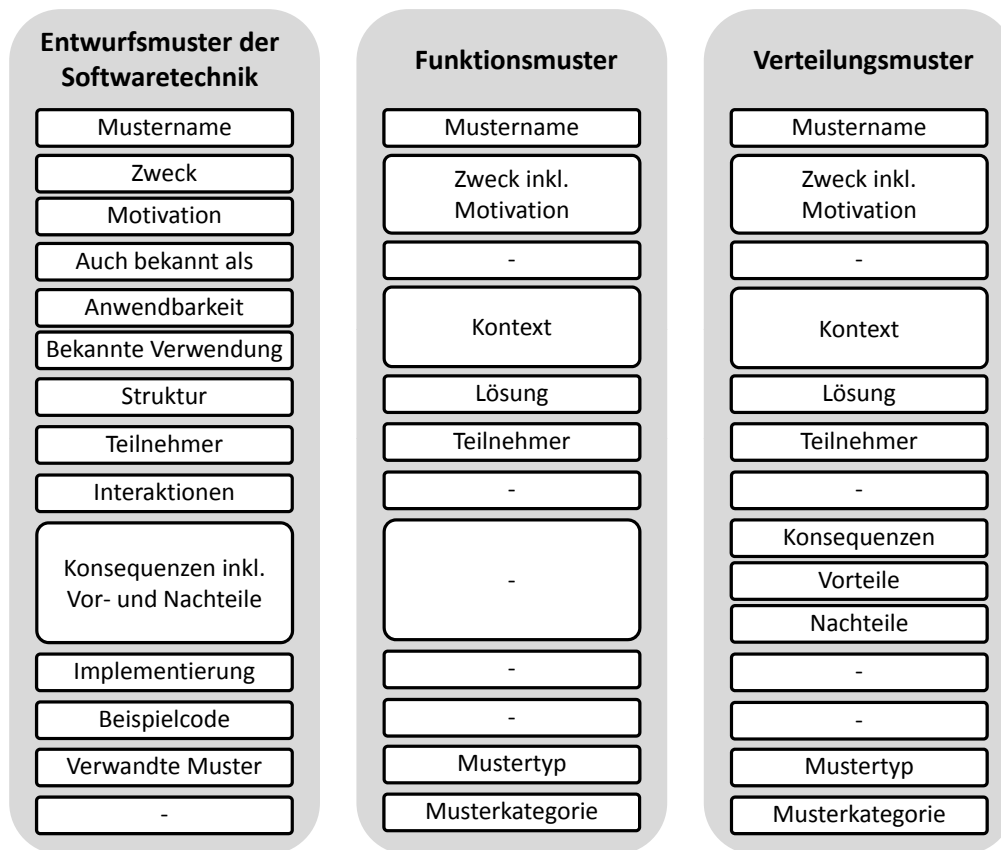 Entwurfsmuster der
Softwaretechnik
Mustername
Zweck
Motivation
Auch bekannt als
Anwendbarkeit
Bekannte Verwendung
Struktur
Teilnehmer
Interaktionen
Konsequenzen inkl.
Vor- und Nachteile
Implementierung
Beispielcode
Verwandte Muster
-
Funktionsmuster
Mustername
Zweck inkl.
Motivation
-
Kontext
Lösung
Teilnehmer
-
-
-
-
Mustertyp
Musterkategorie
Verteilungsmuster
Mustername
Zweck inkl.
Motivation
-
Kontext
Lösung
Teilnehmer
-
Konsequenzen
Vorteile
Nachteile
-
-
Mustertyp
Musterkategorie